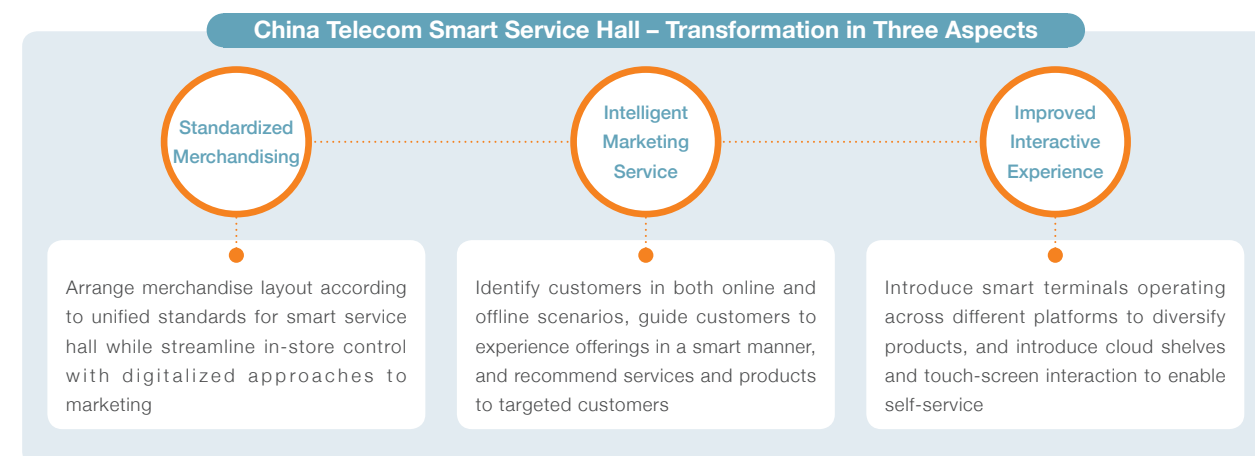 China Telecom Smart Service Hall – Transformation in Three Aspects
Standardized
Merchandising
Intelligent
Marketing
Service
Improved
Interactive
Experience
Arrange merchandise layout according
to unified standards for smart service
hall while streamline in-store control
with digitalized approaches to
marketing
Identify customers in both online and
offline scenarios, guide customers to
experience offerings in a smart manner,
and recommend services and products
to targeted customers
Introduce smart terminals operating
across different platforms to diversify
products, and introduce cloud shelves
and touch-screen interaction to enable
self-service